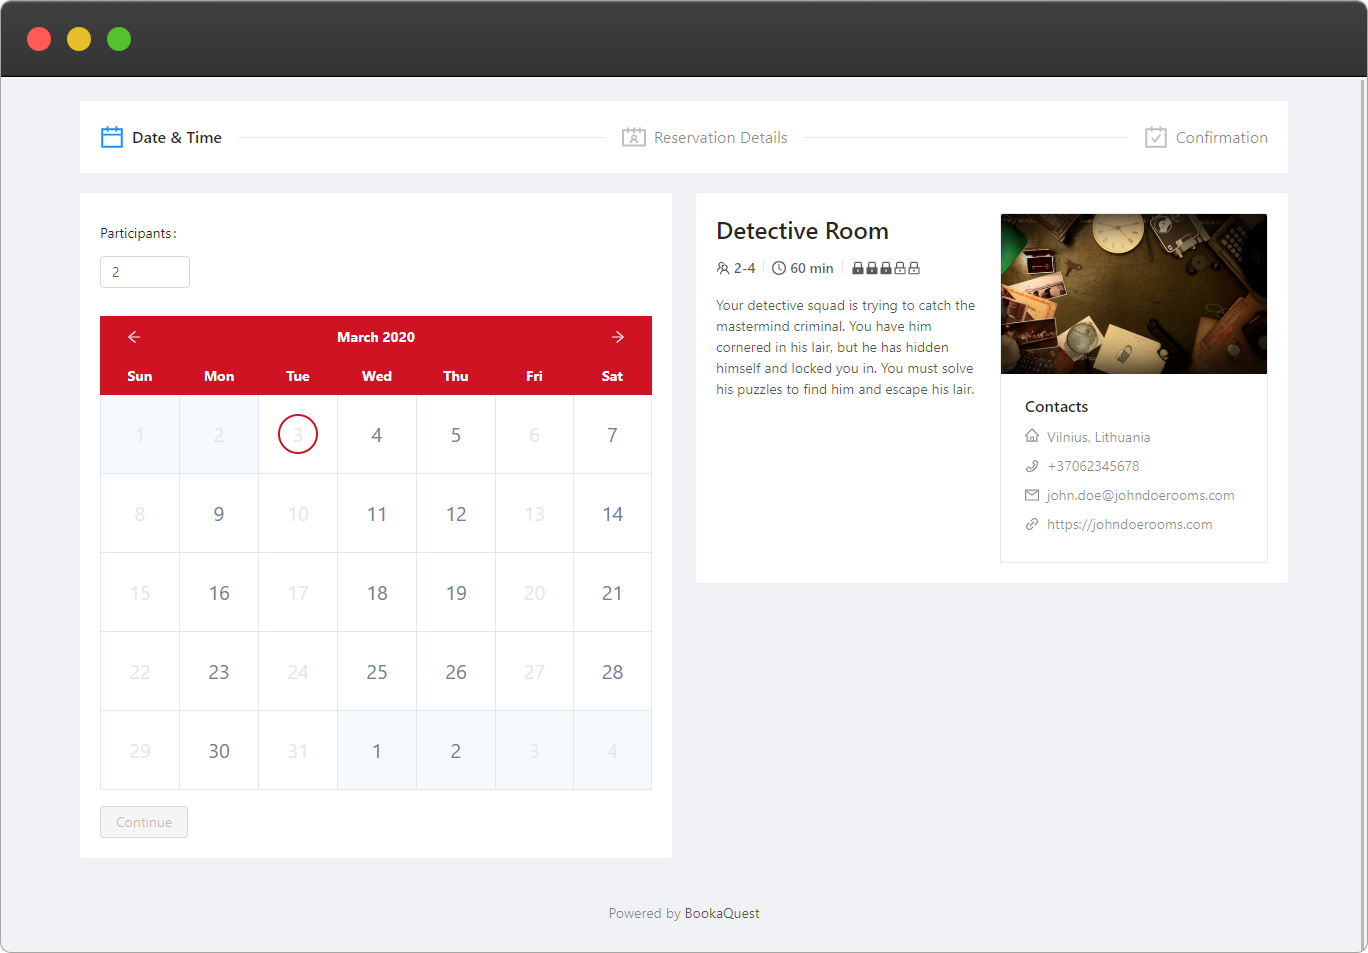 Date & Time
Reservation Details
Confirmation
Participants:
2
March 2020
Sun Mon Tue Wed Thu Fri Sat
1 2 3 4 5 6 7
8 9 10 11 12 13 14
15 16 17 18 19 20 21
22 23 24 25 26 27 28
29 30 31 1 2 3 4
Continue
Detective Room
2-4 60 min
Your detective squad is trying to catch the
mastermind criminal. You have him
cornered in his lair, but he has hidden
himself and locked you in. You must solve
his puzzles to find him and escape his lair.
Contacts
Vilnius, Lithuania
+37062345678
john.doe@johndoerooms.com
https://johndoerooms.com
Powered by BookaQuest